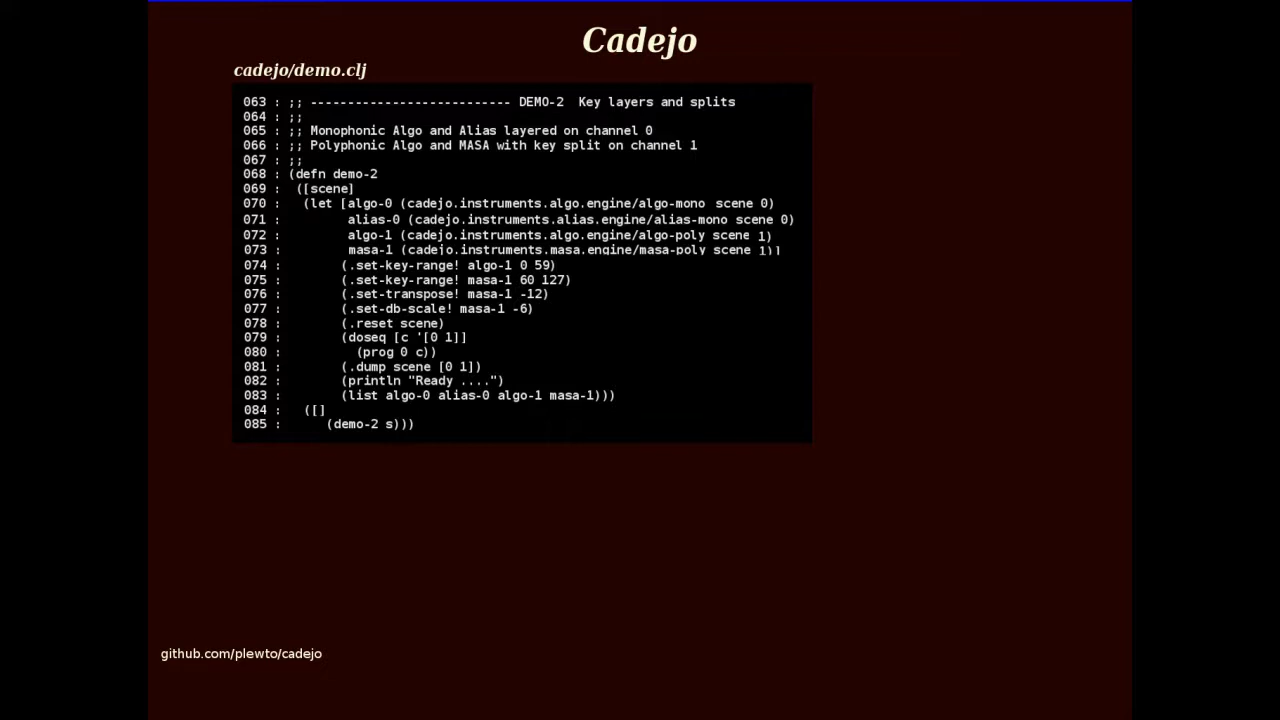 Cadejo
cadejo/demo.clj
063 : ;; --------------------------- DEMO-2  Key layers and splits
064 : ;;
065 : ;; Monophonic Algo and Alias layered on channel 0
066 : ;; Polyphonic Algo and MASA with key split on channel 1
067 : ;;
068 : (defn demo-2
069 :  ([scene]
070 :   (let [algo-0 (cadejo.instruments.algo.engine/algo-mono scene 0)
071 :         alias-0 (cadejo.instruments.alias.engine/alias-mono scene 0)
072 :         algo-1 (cadejo.instruments.algo.engine/algo-poly scene 1)
073 :         masa-1 (cadejo.instruments.masa.engine/masa-poly scene 1)]
074 :        (.set-key-range! algo-1 0 59)
075 :        (.set-key-range! masa-1 60 127)
076 :        (.set-transpose! masa-1 -12)
077 :        (.set-db-scale! masa-1 -6)
078 :        (.reset scene)
079 :        (doseq [c '[0 1]]
080 :          (prog 0 c))
081 :        (.dump scene [0 1])
082 :        (println "Ready ....")
083 :        (list algo-0 alias-0 algo-1 masa-1)))
084 :   ([]
085 :      (demo-2 s)))
github.com/plewto/cadejo